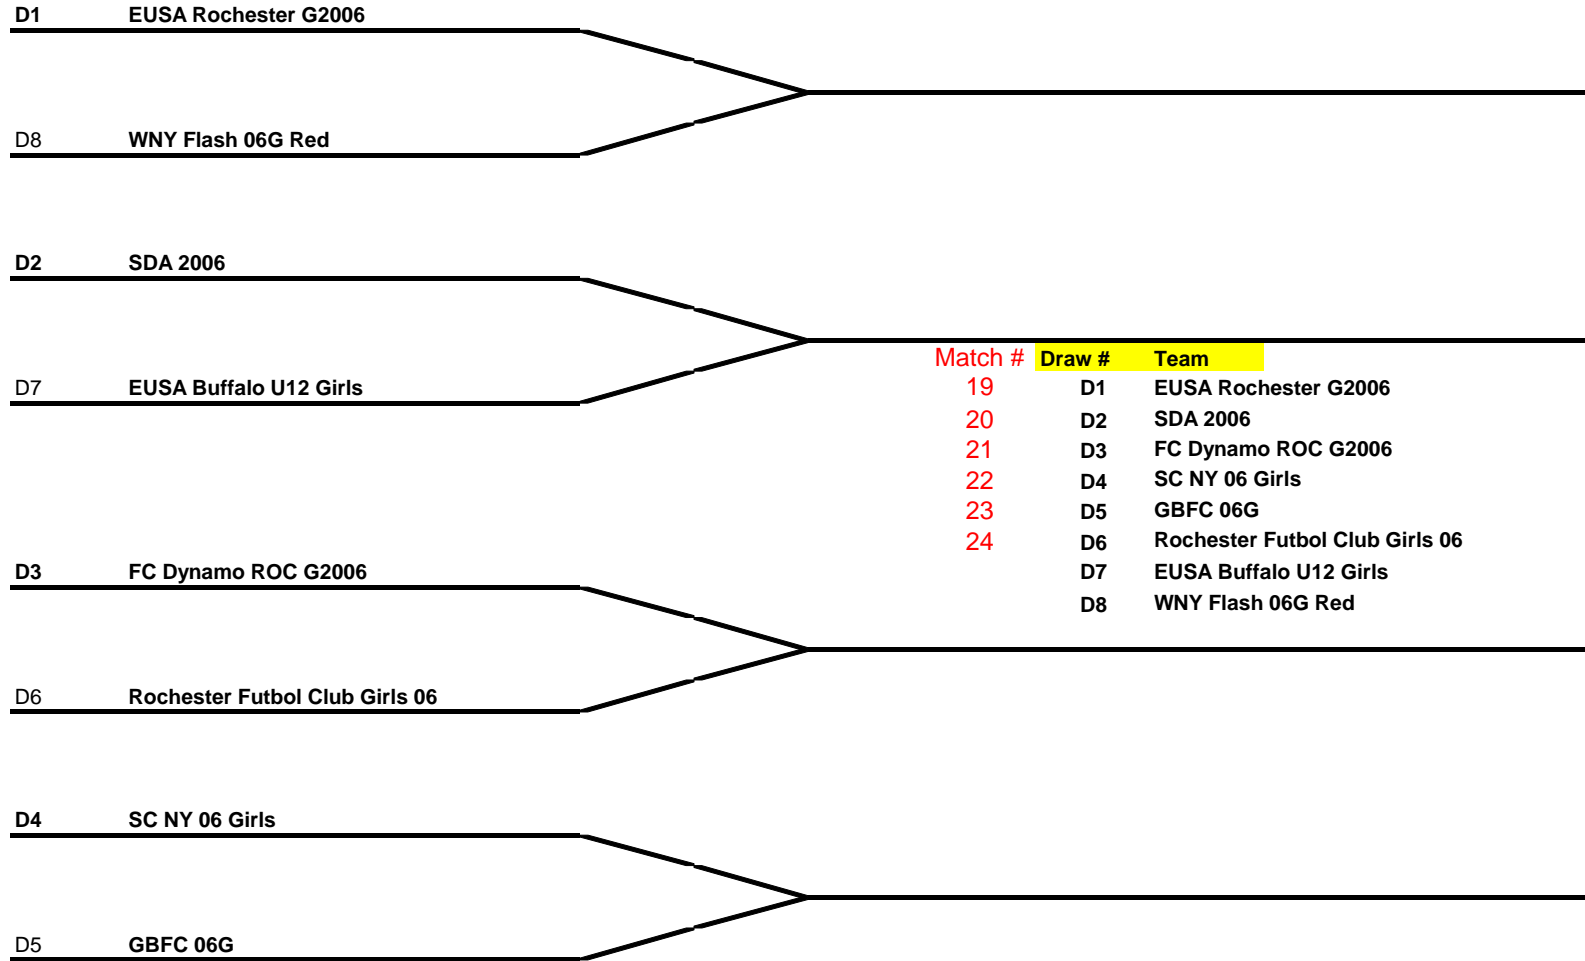 D1 EUSA Rochester G2006
D8 WNY Flash 06G Red
D2 SDA 2006
D7 EUSA Buffalo U12 Girls
Match # Draw # Team
19 D1 EUSA Rochester G2006
20 D2 SDA 2006
21 D3 FC Dynamo ROC G2006
22 D4 SC NY 06 Girls
23 D5 GBFC 06G
24 D6 Rochester Futbol Club Girls 06
D7 EUSA Buffalo U12 Girls
D8 WNY Flash 06G Red
D3 FC Dynamo ROC G2006
D6 Rochester Futbol Club Girls 06
D4 SC NY 06 Girls
D5 GBFC 06G